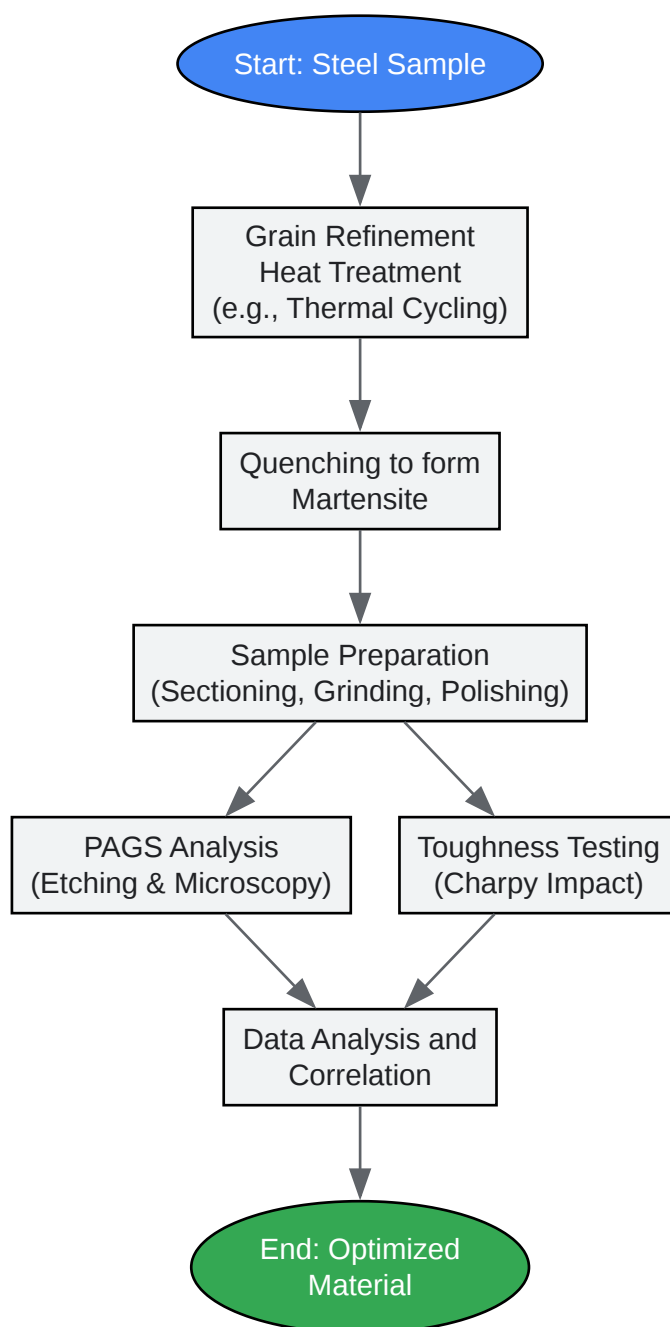 Start: Steel Sample
Grain Refinement
Heat Treatment
(e.g., Thermal Cycling)
Quenching to form
Martensite
Sample Preparation
(Sectioning, Grinding, Polishing)
PAGS Analysis
(Etching & Microscopy)
Toughness Testing
(Charpy Impact)
Data Analysis and
Correlation
End: Optimized
Material